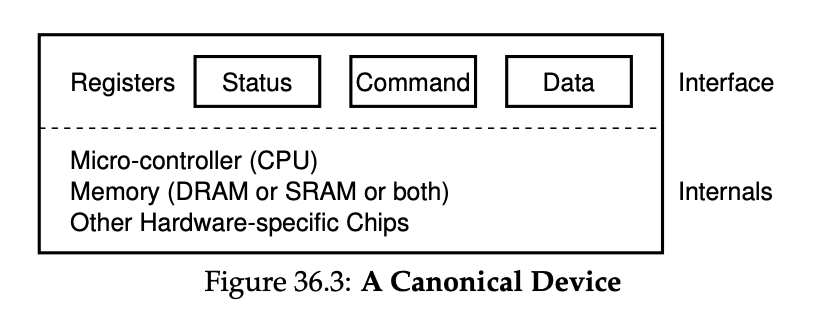 Registers Status Command Data Interface
Micro-controller (CPU)
Memory (DRAM or SRAM or both) Internals
Other Hardware-specific Chips
Figure 36.3: A Canonical Device